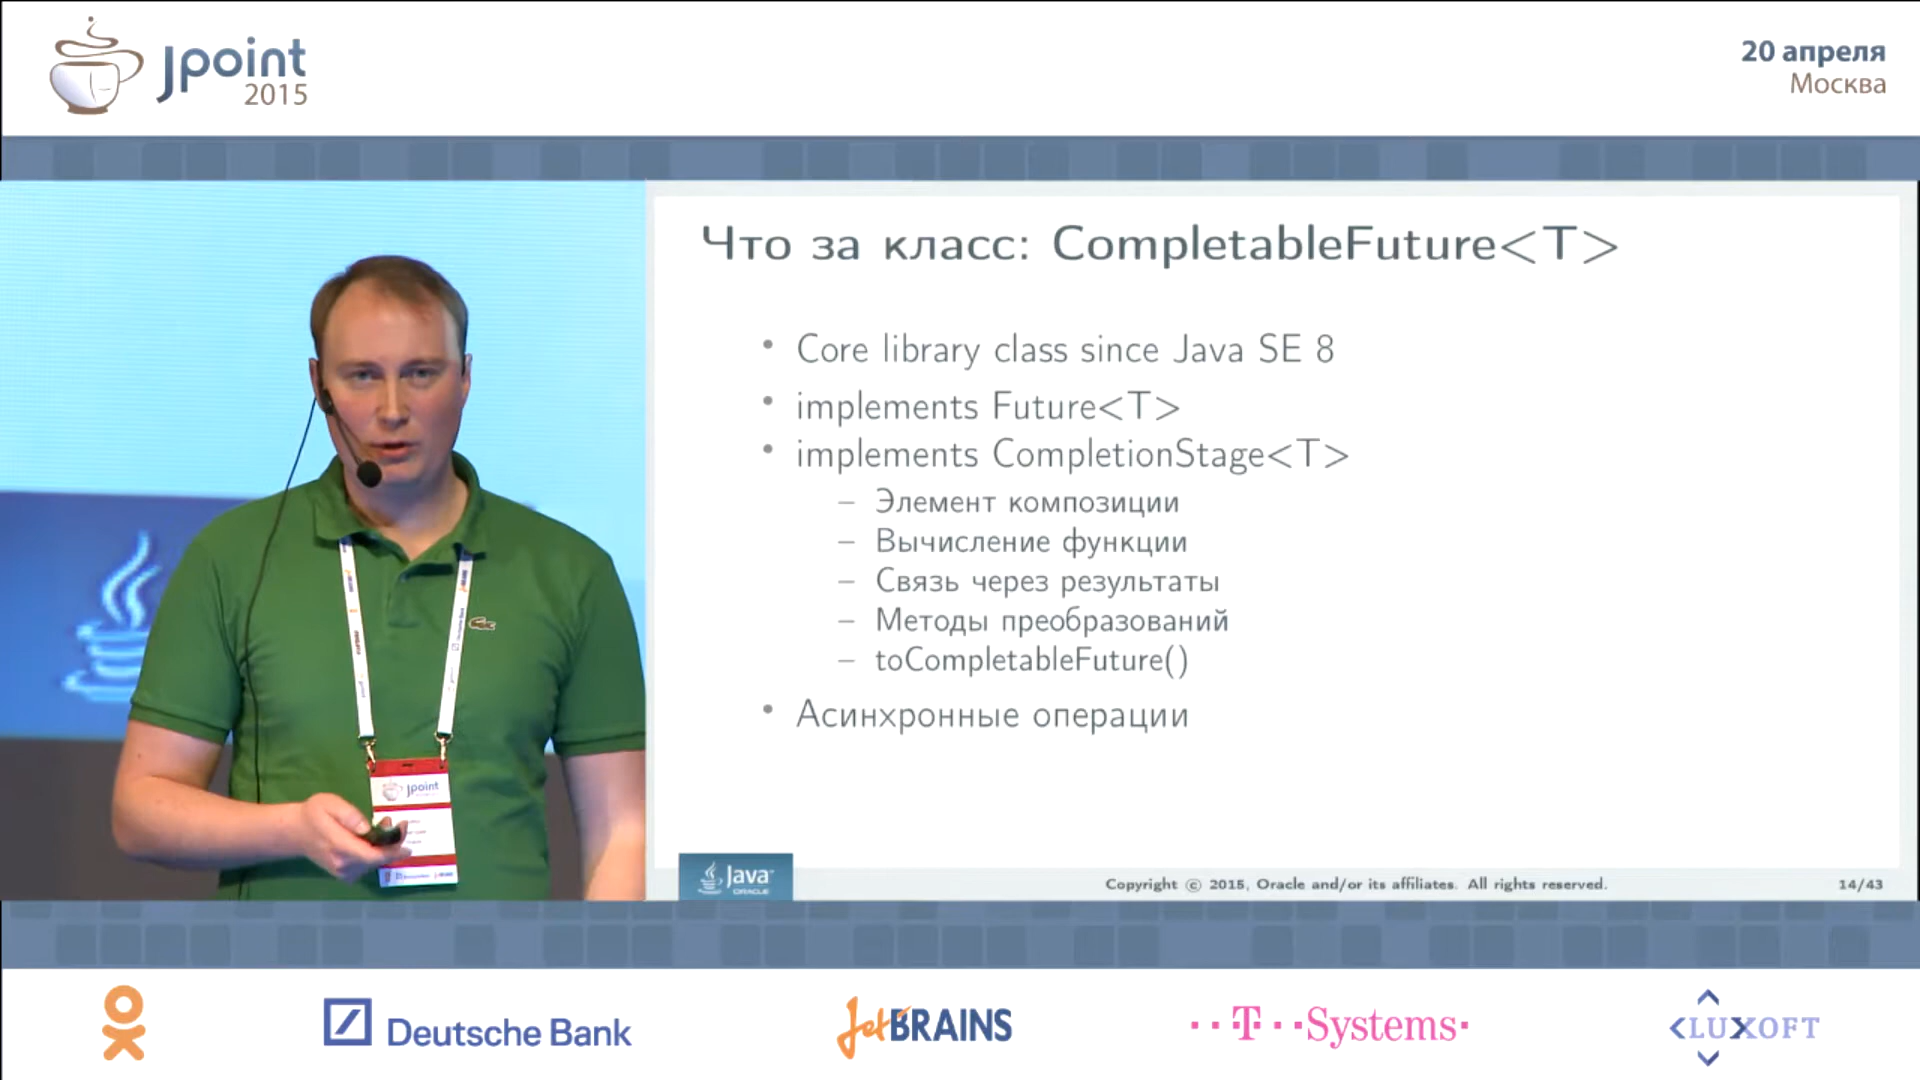 Jpoint
2015
20 апреля
Москва
Что за класс: CompletableFuture<T>
• Core library class since Java SE 8
• implements Future<T>
• implements CompletionStage<T>
– Элемент композиции
– Вычисление функции
– Связь через результаты
– Методы преобразований
– toCompletableFuture()
• Асинхронные операции
Jpoint
Java
ORACLE
Copyright © 2015, Oracle and/or its affiliates. All rights reserved.
14/43
Deutsche Bank
JetBRAINS
··T··Systems·
LUXOFT